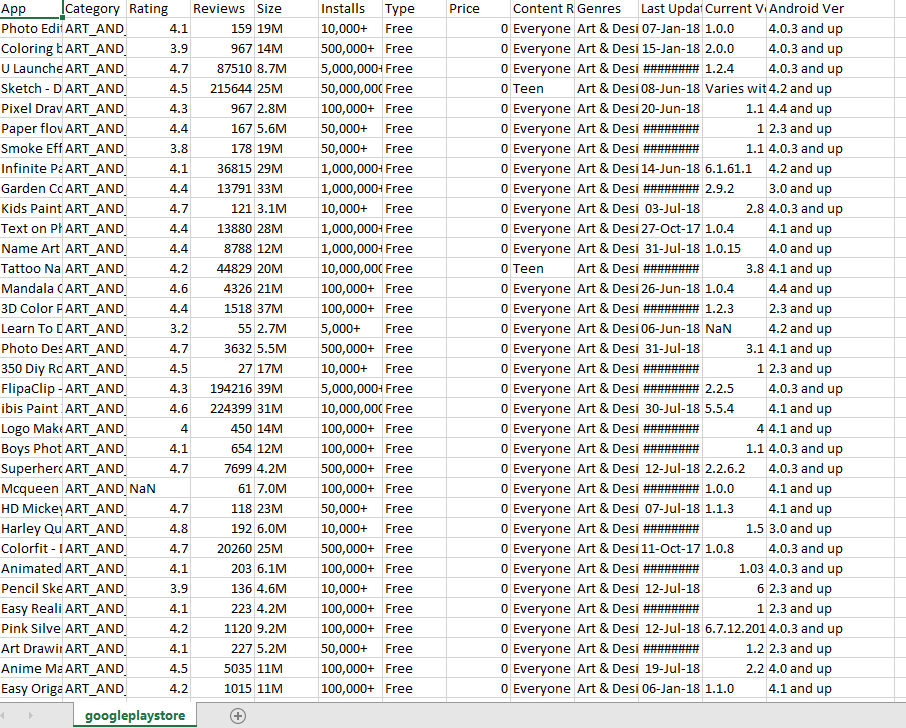 App Category Rating Reviews Size Installs Type Price Content R Genres Last Updat Current Ve Android Ver
Photo Edit ART_AND_ 4.1 159 19M 10,000+ Free 0 Everyone Art & Desi 07-Jan-18 1.0.0 4.0.3 and up
Coloring b ART_AND_ 3.9 967 14M 500,000+ Free 0 Everyone Art & Desi 15-Jan-18 2.0.0 4.0.3 and up
U Launche ART_AND_ 4.7 87510 8.7M 5,000,000+ Free 0 Everyone Art & Desi ######## 1.2.4 4.0.3 and up
Sketch - D ART_AND_ 4.5 215644 25M 50,000,000 Free 0 Teen Art & Desi 08-Jun-18 Varies wit 4.2 and up
Pixel Draw ART_AND_ 4.3 967 2.8M 100,000+ Free 0 Everyone Art & Desi 20-Jun-18 1.1 4.4 and up
Paper flow ART_AND_ 4.4 167 5.6M 50,000+ Free 0 Everyone Art & Desi ######## 1 2.3 and up
Smoke Eff ART_AND_ 3.8 178 19M 50,000+ Free 0 Everyone Art & Desi ######## 1.1 4.0.3 and up
Infinite Pa ART_AND_ 4.1 36815 29M 1,000,000+ Free 0 Everyone Art & Desi 14-Jun-18 6.1.61.1 4.2 and up
Garden Co ART_AND_ 4.4 13791 33M 1,000,000+ Free 0 Everyone Art & Desi ######## 2.9.2 3.0 and up
Kids Paint ART_AND_ 4.7 121 3.1M 10,000+ Free 0 Everyone Art & Desi 03-Jul-18 2.8 4.0.3 and up
Text on Ph ART_AND_ 4.4 13880 28M 1,000,000+ Free 0 Everyone Art & Desi 27-Oct-17 1.0.4 4.1 and up
Name Art ART_AND_ 4.4 8788 12M 1,000,000+ Free 0 Everyone Art & Desi 31-Jul-18 1.0.15 4.0 and up
Tattoo Na ART_AND_ 4.2 44829 20M 10,000,000 Free 0 Teen Art & Desi ######## 3.8 4.1 and up
Mandala C ART_AND_ 4.6 4326 21M 100,000+ Free 0 Everyone Art & Desi 26-Jun-18 1.0.4 4.4 and up
3D Color P ART_AND_ 4.4 1518 37M 100,000+ Free 0 Everyone Art & Desi ######## 1.2.3 2.3 and up
Learn To D ART_AND_ 3.2 55 2.7M 5,000+ Free 0 Everyone Art & Desi 06-Jun-18 NaN 4.2 and up
Photo Des ART_AND_ 4.7 3632 5.5M 500,000+ Free 0 Everyone Art & Desi 31-Jul-18 3.1 4.1 and up
350 Diy Ro ART_AND_ 4.5 27 17M 10,000+ Free 0 Everyone Art & Desi ######## 1 2.3 and up
FlipaClip - ART_AND_ 4.3 194216 39M 5,000,000+ Free 0 Everyone Art & Desi ######## 2.2.5 4.0.3 and up
ibis Paint ART_AND_ 4.6 224399 31M 10,000,000 Free 0 Everyone Art & Desi 30-Jul-18 5.5.4 4.1 and up
Logo Make ART_AND_ 4 450 14M 100,000+ Free 0 Everyone Art & Desi ######## 4 4.1 and up
Boys Phot ART_AND_ 4.1 654 12M 100,000+ Free 0 Everyone Art & Desi ######## 1.1 4.0.3 and up
Superherc ART_AND_ 4.7 7699 4.2M 500,000+ Free 0 Everyone Art & Desi 12-Jul-18 2.2.6.2 4.0.3 and up
Mcqueen ART_AND_ NaN 61 7.0M 100,000+ Free 0 Everyone Art & Desi ######## 1.0.0 4.1 and up
HD Mickey ART_AND_ 4.7 118 23M 50,000+ Free 0 Everyone Art & Desi 07-Jul-18 1.1.3 4.1 and up
Harley Qu ART_AND_ 4.8 192 6.0M 10,000+ Free 0 Everyone Art & Desi ######## 1.5 3.0 and up
Colorfit - D ART_AND_ 4.7 20260 25M 500,000+ Free 0 Everyone Art & Desi 11-Oct-17 1.0.8 4.0.3 and up
Animated ART_AND_ 4.1 203 6.1M 100,000+ Free 0 Everyone Art & Desi ######## 1.03 4.0.3 and up
Pencil Ske ART_AND_ 3.9 136 4.6M 10,000+ Free 0 Everyone Art & Desi 12-Jul-18 6 2.3 and up
Easy Reali ART_AND_ 4.1 223 4.2M 100,000+ Free 0 Everyone Art & Desi ######## 1 2.3 and up
Pink Silve ART_AND_ 4.2 1120 9.2M 100,000+ Free 0 Everyone Art & Desi 12-Jul-18 6.7.12.201 4.0.3 and up
Art Drawin ART_AND_ 4.1 227 5.2M 50,000+ Free 0 Everyone Art & Desi ######## 1.2 2.3 and up
Anime Ma ART_AND_ 4.5 5035 11M 100,000+ Free 0 Everyone Art & Desi 19-Jul-18 2.2 4.0 and up
Easy Origa ART_AND_ 4.2 1015 11M 100,000+ Free 0 Everyone Art & Desi 06-Jan-18 1.1.0 4.1 and up
googleplaystore